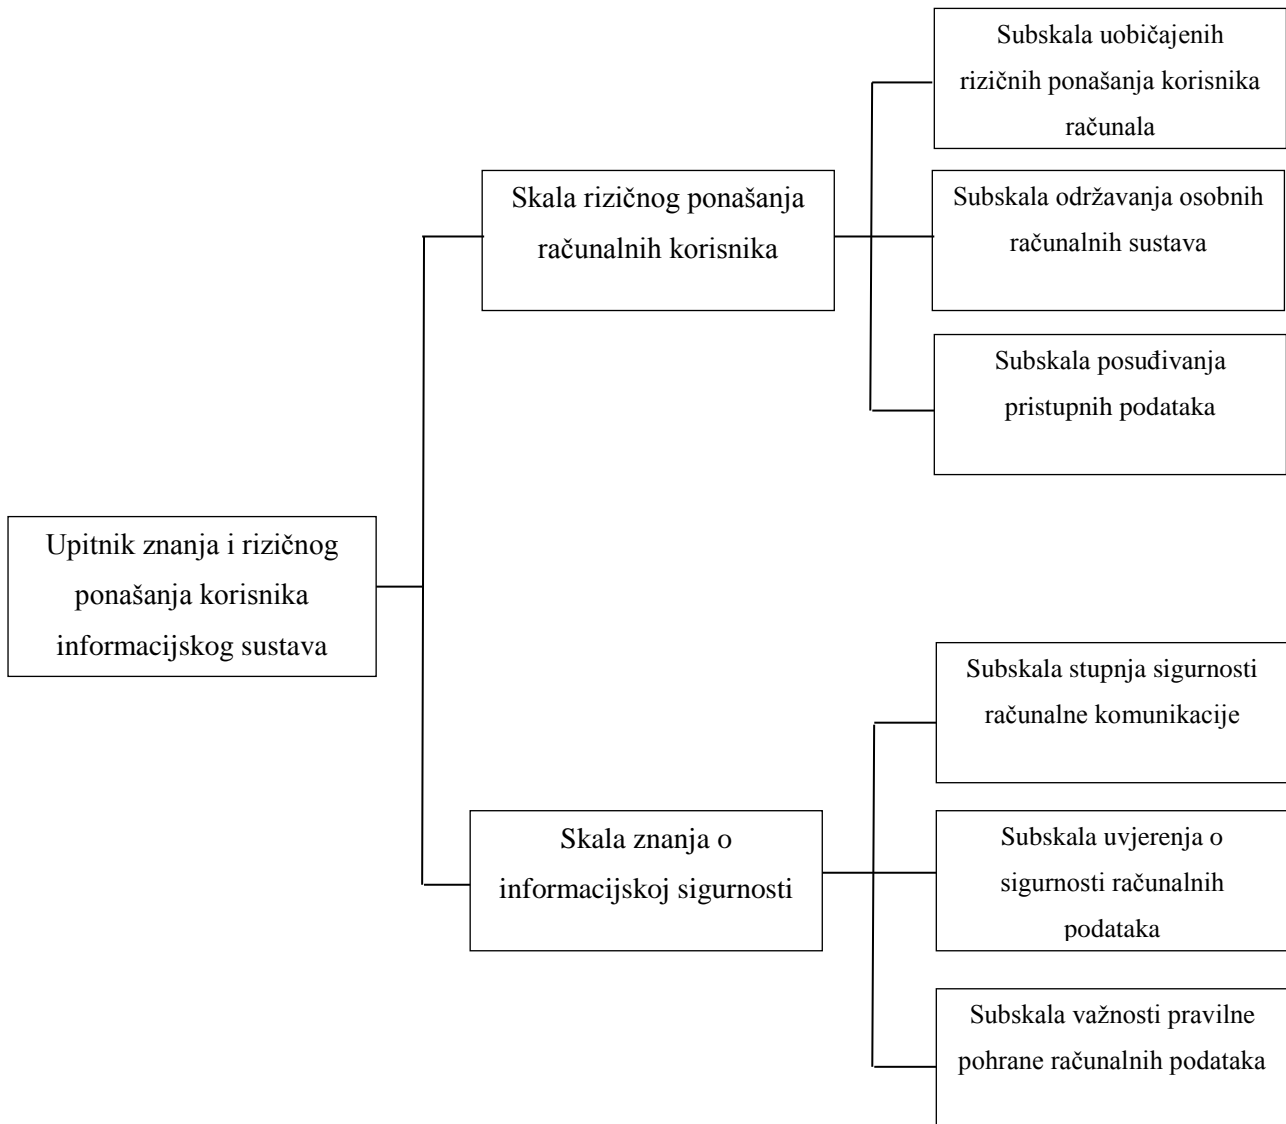 Subskala uobičajenih
rizičnih ponašanja korisnika
računala
Skala rizičnog ponašanja
računalnih korisnika
Subskala održavanja osobnih
računalnih sustava
Subskala posuđivanja
pristupnih podataka
Upitnik znanja i rizičnog
ponašanja korisnika
informacijskog sustava
Subskala stupnja sigurnosti
računalne komunikacije
Skala znanja o
informacijskoj sigurnosti
Subskala uvjerenja o
sigurnosti računalnih
podataka
Subskala važnosti pravilne
pohrane računalnih podataka